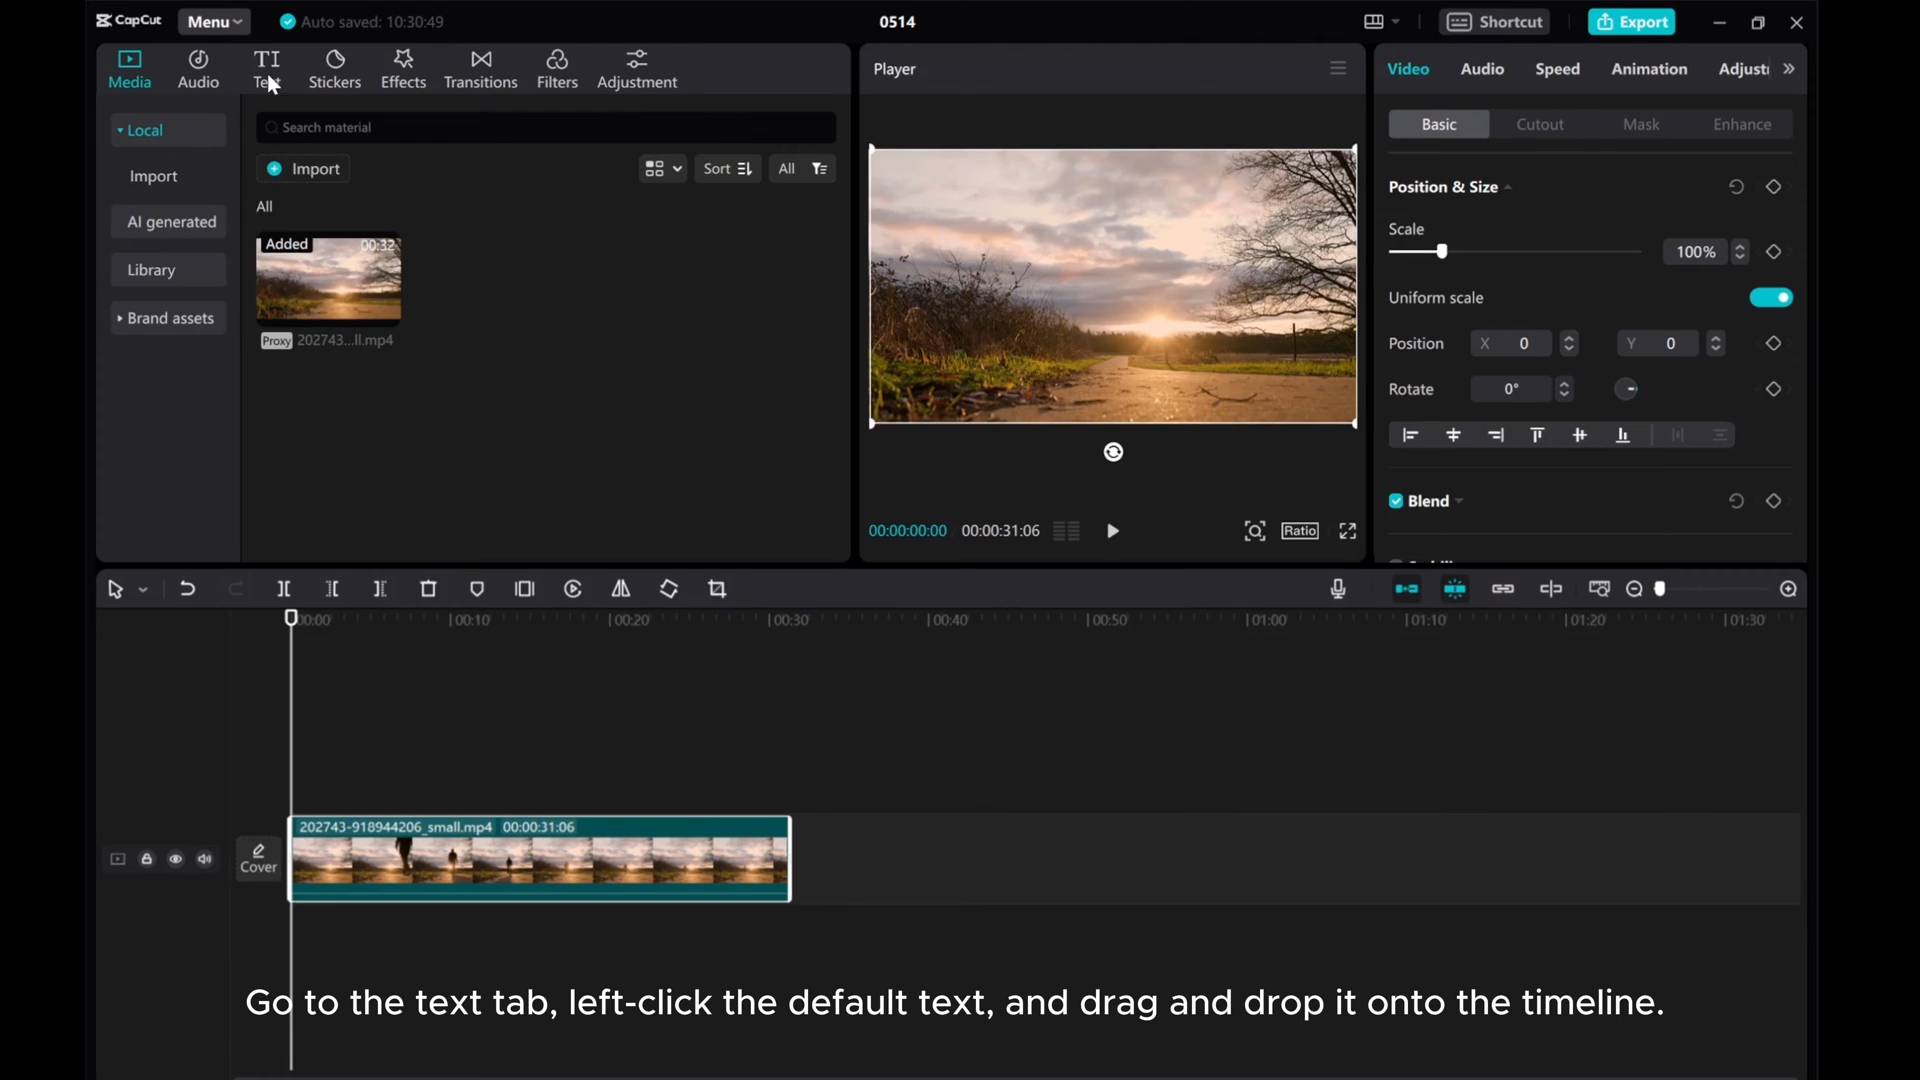 CapCut Menu Auto saved: 10:30:49 0514 Shortcut Export
Media Audio Text Stickers Effects Transitions Filters Adjustment
Local
Import
AI generated
Library
Brand assets
Search material
Import Sort All
All
Added 00:32
Proxy 202743...ll.mp4
Player
00:00:00:00 00:00:31:06 Ratio
Video Audio Speed Animation Adjust
Basic Cutout Mask Enhance
Position & Size
Scale
100%
Uniform scale
Position X 0 Y 0
Rotate 0°
Blend
00:00 00:10 00:20 00:30 00:40 00:50 01:00 01:10 01:20 01:30
202743-918944206_small.mp4 00:00:31:06
Cover
Go to the text tab, left-click the default text, and drag and drop it onto the timeline.